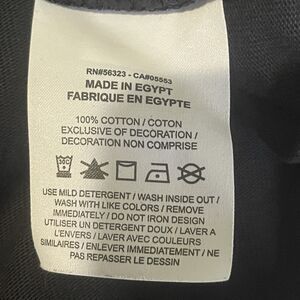 RN#56323 - CA#05553
MADE IN EGYPT
FABRIQUE EN EGYPTE
100% COTTON / COTON
EXCLUSIVE OF DECORATION /
DECORATION NON COMPRISE
USE MILD DETERGENT / WASH INSIDE OUT /
WASH WITH LIKE COLORS / REMOVE
IMMEDIATELY / DO NOT IRON DESIGN
UTILISER UN DETERGENT DOUX / LAVER A
L'ENVERS / LAVER AVEC COULEURS
SIMILAIRES / ENLEVER IMMEDIATEMENT / NE
PAS REPASSER LE DESSIN